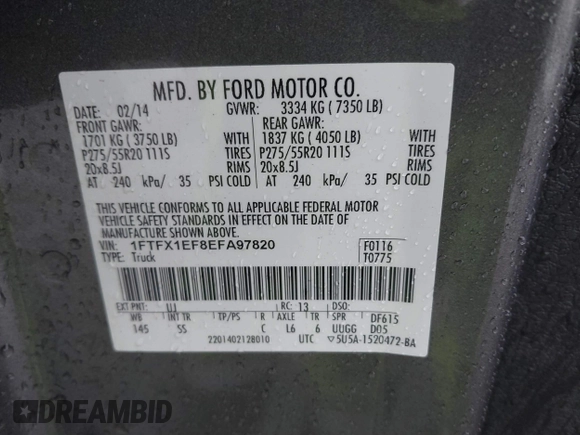 MFD. BY FORD MOTOR CO.
DATE: 02/14 GVWR: 3334 KG ( 7350 LB)
FRONT GAWR: REAR GAWR:
1701 KG ( 3750 LB) WITH 1837 KG ( 4050 LB) WITH
P275/55R20 111S TIRES P275/55R20 111S TIRES
20x8.5J RIMS 20x8.5J RIMS
AT 240 kPa/ 35 PSI COLD AT 240 kPa/ 35 PSI COLD
THIS VEHICLE CONFORMS TO ALL APPLICABLE FEDERAL MOTOR
VEHICLE SAFETY STANDARDS IN EFFECT ON THE DATE OF
MANUFACTURE SHOWN ABOVE.
VIN: 1FTFX1EF8EFA97820 F0116
TYPE: Truck T0775
EXT PNT: UJ RC: 13 DSO:
WB INT TR TP/PS R AXLE TR SPR DF615
145 SS C L6 6 UUGG D05
2201402128010 UTC ▽5U5A-1520472-BA
DREAMBID